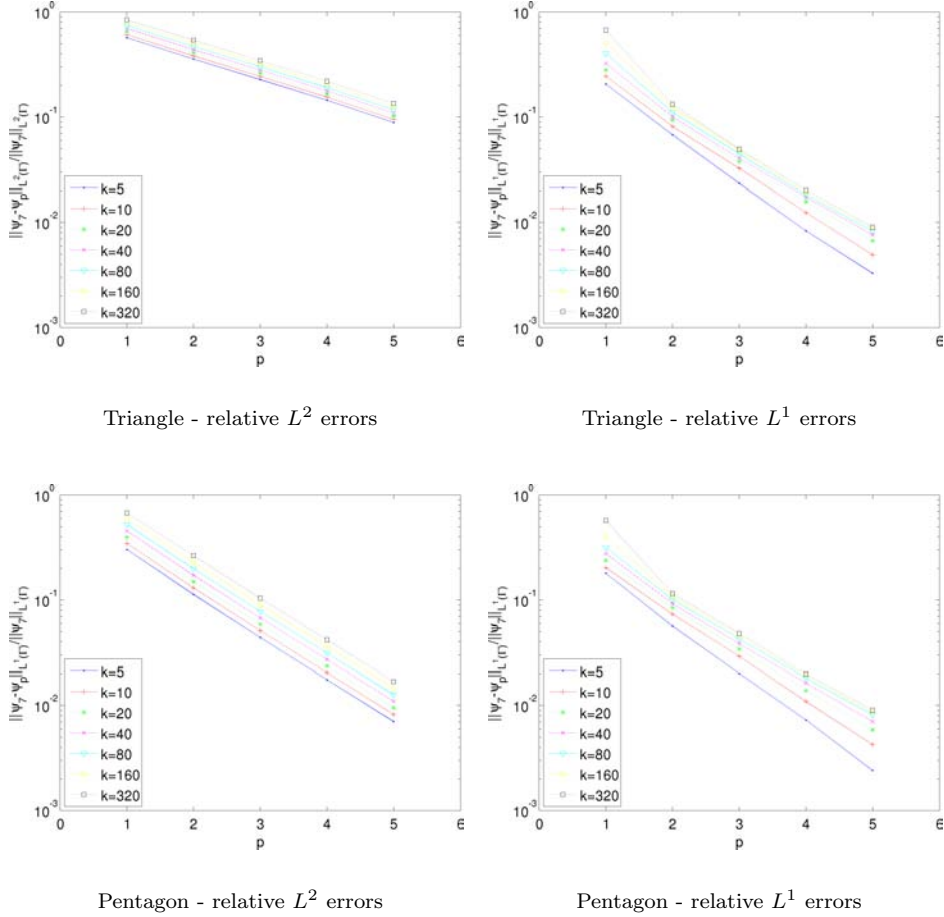 10^0
10^-1
10^-2
10^-3
||ψ_7-ψ_p||_{L^2(Γ)}/||ψ_7||_{L^2(Γ)}
k=5
k=10
k=20
k=40
k=80
k=160
k=320
0 1 2 3 4 5 6
p
Triangle - relative L^2 errors
10^0
10^-1
10^-2
10^-3
||ψ_7-ψ_p||_{L^1(Γ)}/||ψ_7||_{L^1(Γ)}
k=5
k=10
k=20
k=40
k=80
k=160
k=320
0 1 2 3 4 5 6
p
Triangle - relative L^1 errors
10^0
10^-1
10^-2
10^-3
||ψ_7-ψ_p||_{L^1(Γ)}/||ψ_7||_{L^1(Γ)}
k=5
k=10
k=20
k=40
k=80
k=160
k=320
0 1 2 3 4 5 6
p
Pentagon - relative L^2 errors
10^0
10^-1
10^-2
10^-3
||ψ_7-ψ_p||_{L^1(Γ)}/||ψ_7||_{L^1(Γ)}
k=5
k=10
k=20
k=40
k=80
k=160
k=320
0 1 2 3 4 5 6
p
Pentagon - relative L^1 errors